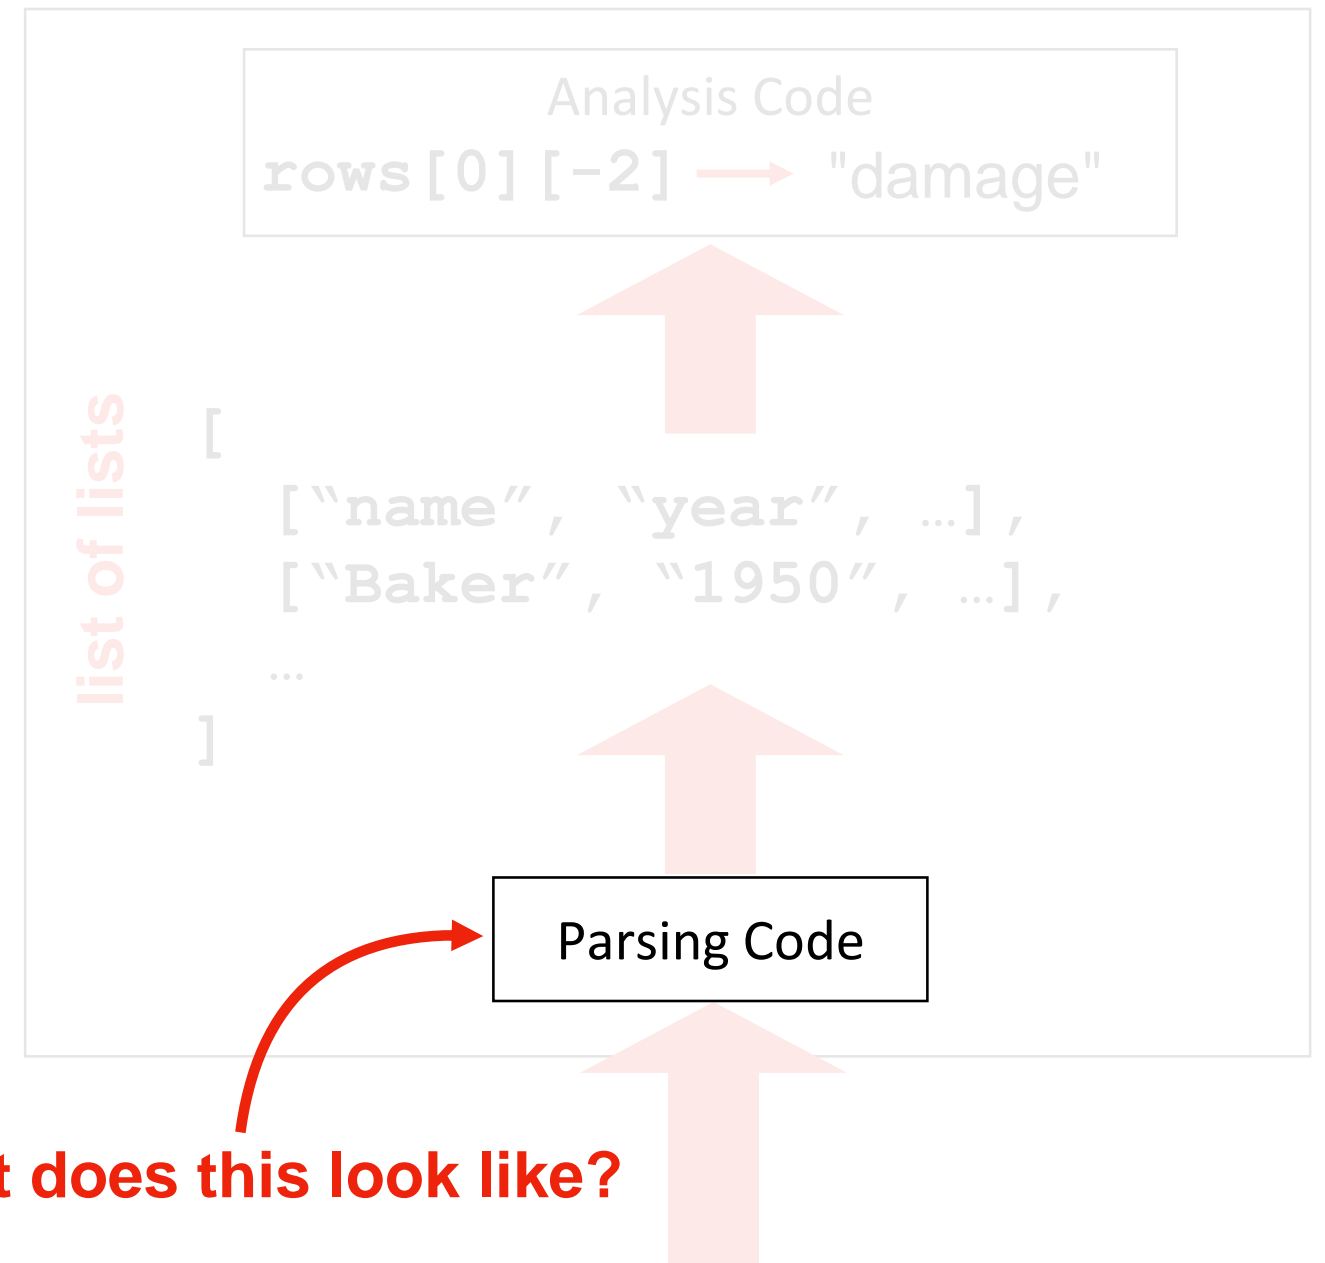 Analysis Code
rows[0][-2] "damage"
list of lists
[
[“name”, “year”, …],
[“Baker”, “1950”, …],
…
]
Parsing Code
t does this look like?